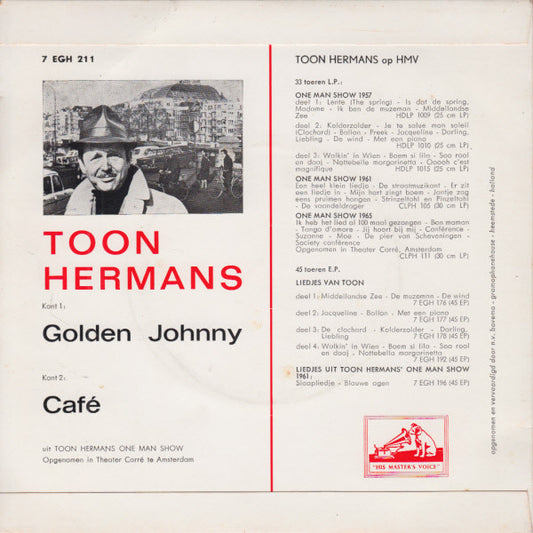 7 EGH 211
TOON
HERMANS
Kant 1:
Golden Johnny
Kant 2:
Café
uit TOON HERMANS ONE MAN SHOW
Opgenomen in Theater Carré te Amsterdam
TOON HERMANS op HMV
33 toeren L.P.:
ONE MAN SHOW 1957
deel 1: Lente (The spring) - Is dat de spring,
Madame - Ik ben de muzeman - Middellandse
Zee HDLP 1009 (25 cm LP)
deel 2: Kolderzolder - Je te salue mon soleil
(Clochard) - Ballon - Preek - Jacqueline - Darling,
Liebling - De wind - Met een piano
HDLP 1010 (25 cm LP)
deel 3: Walkin' in Wien - Boem si lila - Soo raal
en daaj - Nottebella margarinetta - Ooooh c'est
magnifique HDLP 1015 (25 cm LP)
ONE MAN SHOW 1961
Een heel klein liedje - De straatmuzikant - Er zit
een liedje in - Mijn hart zingt boem - Jantje zag
eens pruimen hangen - Strinzeltahl en Pinzeltahl
- De vaandeldrager CLPH 105 (30 cm LP)
ONE MAN SHOW 1965
Ik heb het lied al 100 maal gezongen - Bon maman
- Tango d'amore - Jij hoort bij mij - Conférence -
Suzanne - Moe - De pier van Scheveningen -
Society conférence
Opgenomen in Theater Carré, Amsterdam
CLPH 111 (30 cm LP)
45 toeren E.P.
LIEDJES VAN TOON
deel 1: Middellandse Zee - De muzeman - De wind
7 EGH 176 (45 EP)
deel 2: Jacqueline - Ballon - Met een piano
7 EGH 177 (45 EP)
deel 3: De clochard - Kolderzolder - Darling,
Liebling 7 EGH 178 (45 EP)
deel 4: Walkin' in Wien - Boem si lila - Soo raal
en daaj - Nottebella margarinetta
7 EGH 192 (45 EP)
LIEDJES UIT TOON HERMANS' ONE MAN SHOW
1961:
Slaapliedje - Blauwe ogen 7 EGH 196 (45 EP)
"HIS MASTER'S VOICE"
opgenomen en vervaardigd door n.v. bovema - gramophonehouse - heemstede - holland